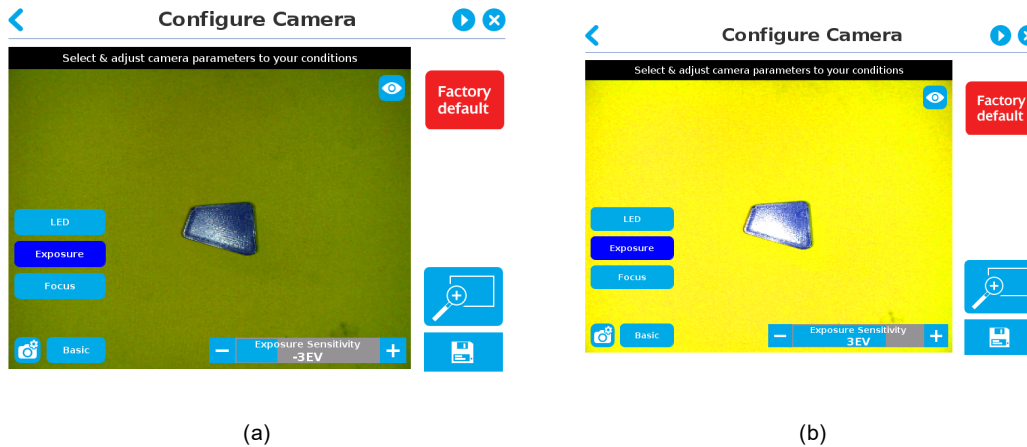 Configure Camera
Select & adjust camera parameters to your conditions
Factory
default
LED
Exposure
Focus
Basic
Exposure Sensitivity
-3EV
(a)
Configure Camera
Select & adjust camera parameters to your conditions
Factory
default
LED
Exposure
Focus
Basic
Exposure Sensitivity
3EV
(b)